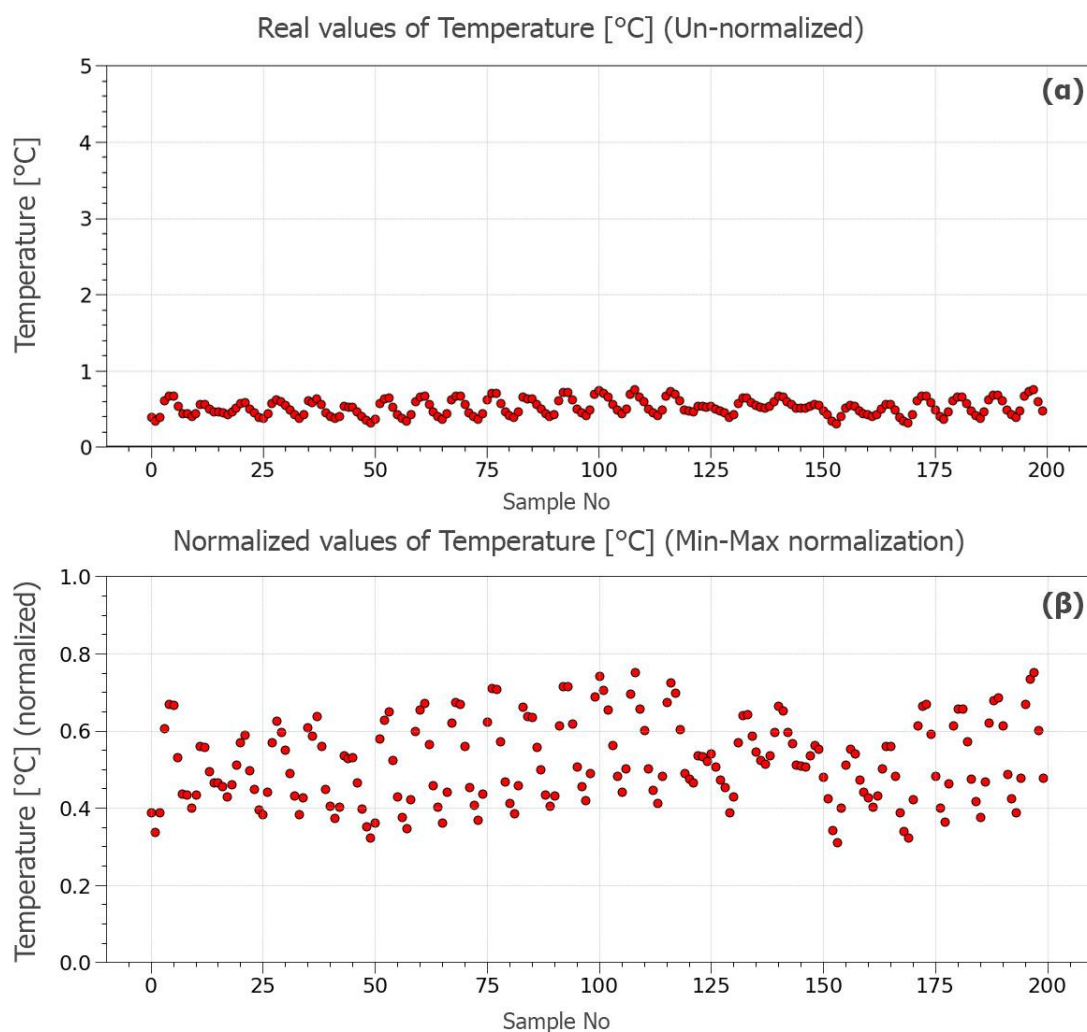 Real values of Temperature [°C] (Un-normalized)
(α)
5
4
3
2
1
0
Temperature [°C]
0 25 50 75 100 125 150 175 200
Sample No
Normalized values of Temperature [°C] (Min-Max normalization)
(β)
1.0
0.8
0.6
0.4
0.2
0.0
Temperature [°C] (normalized)
0 25 50 75 100 125 150 175 200
Sample No